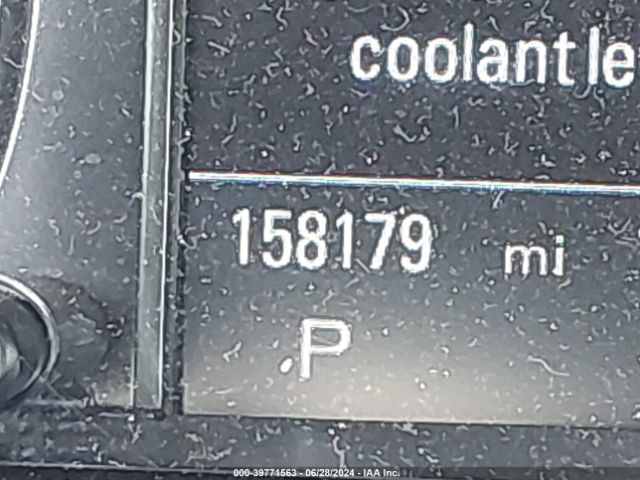 coolant le
158179 mi
P
000-39771563 - 06/28/2024 - IAA Inc.